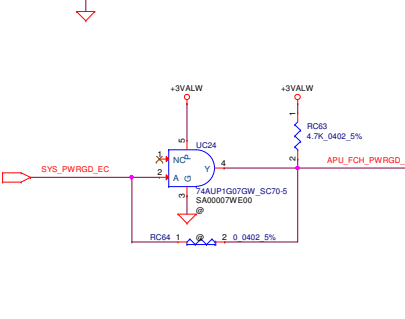 +3VALW
+3VALW
1
RC63
4.7K_0402_5%
2
5
UC24
1
NC
P
SYS_PWRGD_EC
2
A
G
Y
4
APU_FCH_PWRGD_
3
74AUP1G07GW_SC70-5
SA00007WE00
@
RC64
1
@
2
0_0402_5%